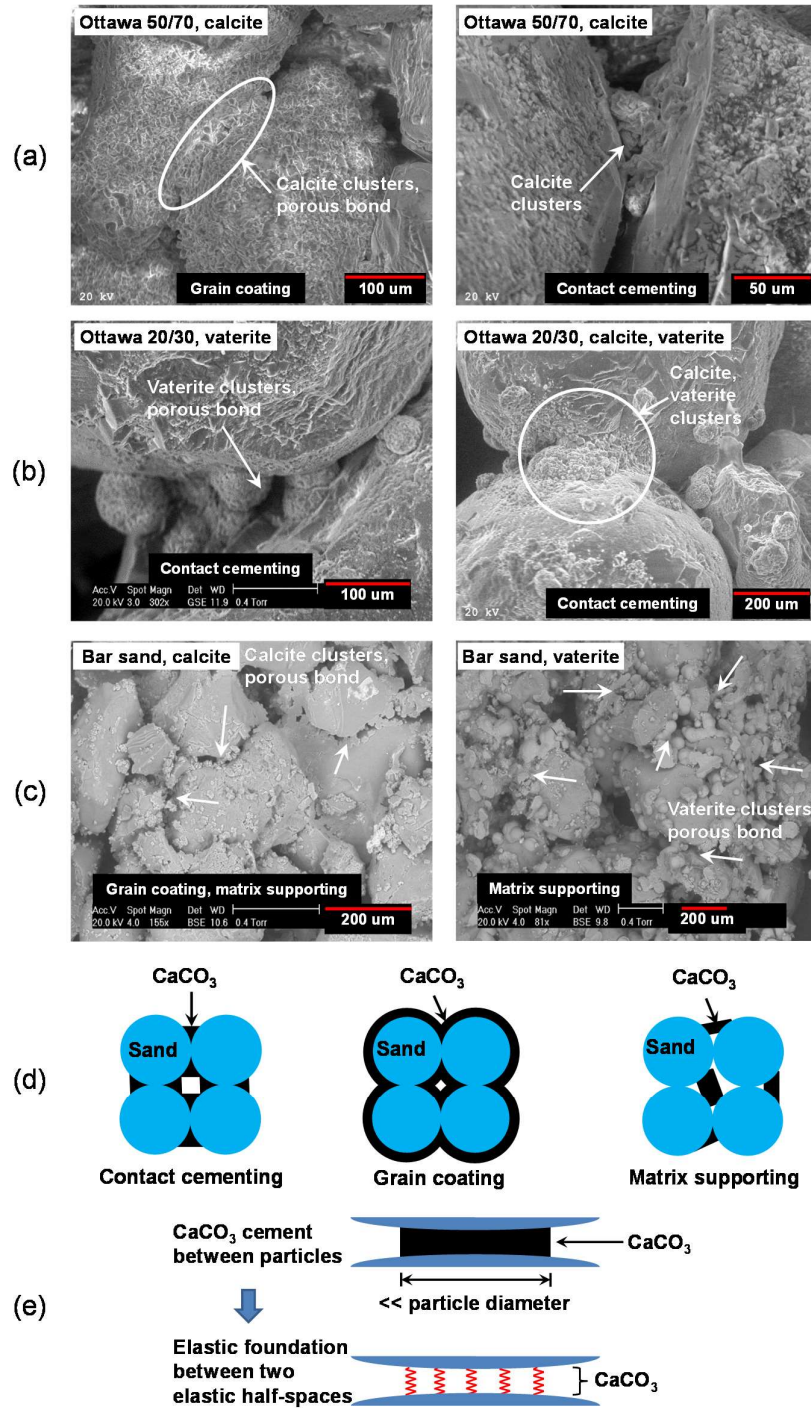 (a)
Ottawa 50/70, calcite
Calcite clusters,
porous bond
20 kV
Grain coating
100 um
Ottawa 50/70, calcite
Calcite
clusters
20 kV
Contact cementing
50 um
(b)
Ottawa 20/30, vaterite
Vaterite clusters,
porous bond
Contact cementing
Acc.V Spot Magn Det WD
20.0 kV 3.0 302x GSE 11.9 0.4 Torr
100 um
Ottawa 20/30, calcite, vaterite
Calcite,
vaterite
clusters
Contact cementing
200 um
(c)
Bar sand, calcite
Calcite clusters,
porous bond
Grain coating, matrix supporting
Acc.V Spot Magn Det WD
20.0 kV 4.0 155x BSE 10.6 0.4 Torr
200 um
Bar sand, vaterite
Vaterite clusters,
porous bond
Matrix supporting
Acc.V Spot Magn Det WD
20.0 kV 4.0 81x BSE 9.8 0.4 Torr
200 um
(d)
CaCO₃
Sand
Contact cementing
CaCO₃
Sand
Grain coating
CaCO₃
Sand
Matrix supporting
(e)
CaCO₃ cement
between particles
CaCO₃
<< particle diameter
Elastic foundation
between two
elastic half-spaces
CaCO₃